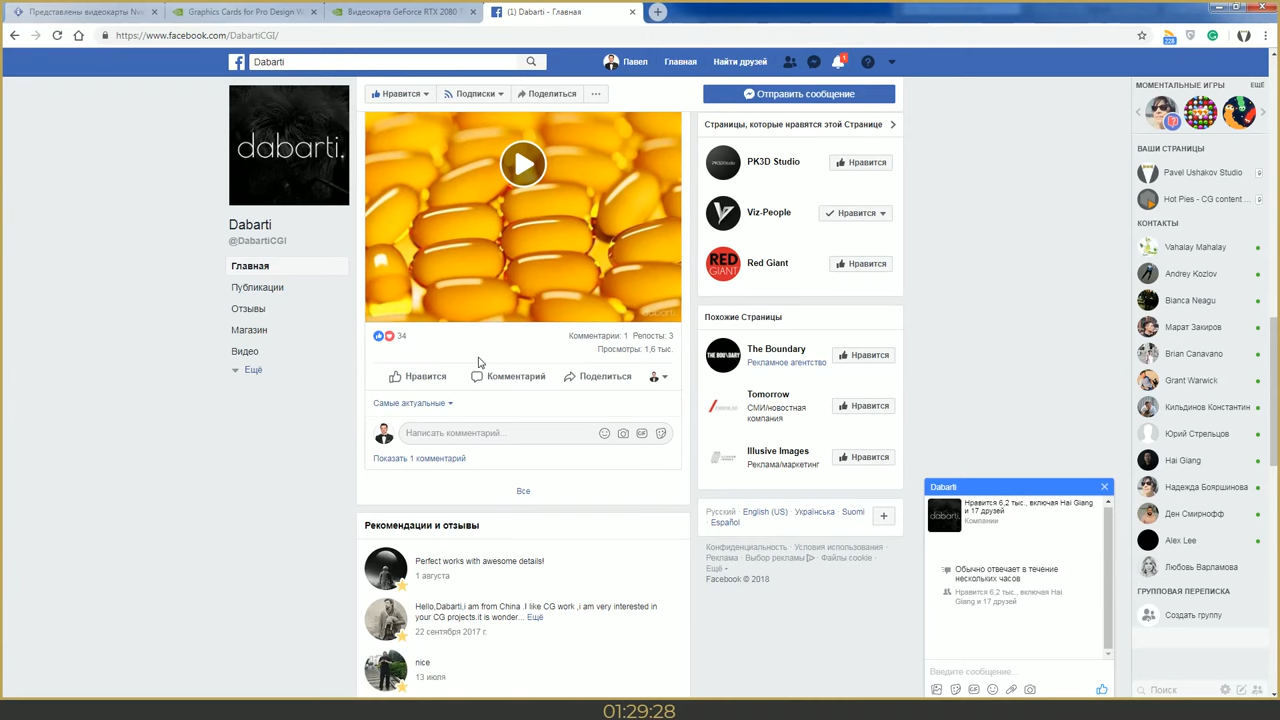 Представлены видеокарты Nvi
Graphics Cards for Pro Design W
Видеокарта GeForce RTX 2080 T
(1) Dabarti - Главная
https://www.facebook.com/DabartiCGI/
228
Dabarti
Павел
Главная
Найти друзей
1
dabarti.
Dabarti
@DabartiCGI
Главная
Публикации
Отзывы
Магазин
Видео
Ещё
Нравится
Подписки
Поделиться
Отправить сообщение
34
Комментарии: 1 Репосты: 3
Просмотры: 1,6 тыс.
Нравится
Комментарий
Поделиться
Самые актуальные
Написать комментарий...
Показать 1 комментарий
Все
Рекомендации и отзывы
Perfect works with awesome details!
1 августа
Hello,Dabarti,i am from China .I like CG work ,i am very interested in
your CG projects.it is wonder... Ещё
22 сентября 2017 г.
nice
13 июля
Страницы, которые нравятся этой Странице
PK3D Studio
Нравится
Viz-People
Нравится
RED
GIANT
Red Giant
Нравится
Похожие Страницы
THE BOUNDARY
The Boundary
Рекламное агентство
Нравится
Tomorrow
СМИ/новостная
компания
Нравится
Illusive Images
Реклама/маркетинг
Нравится
Русский · English (US) · Українська · Suomi
· Español
Конфиденциальность · Условия использования ·
Реклама · Выбор рекламы · Файлы cookie ·
Ещё
Facebook © 2018
МОМЕНТАЛЬНЫЕ ИГРЫ
ЕЩЕ
ВАШИ СТРАНИЦЫ
Pavel Ushakov Studio
Hot Pies - CG content ...
КОНТАКТЫ
Vahalay Mahalay
Andrey Kozlov
Bianca Neagu
Марат Закиров
Brian Canavano
Grant Warwick
Кильдинов Константин
Юрий Стрельцов
Hai Giang
Надежда Бояршинова
Ден Смирнофф
Alex Lee
Любовь Варламова
ГРУППОВАЯ ПЕРЕПИСКА
Создать группу
Поиск
Dabarti
dabarti.
Нравится 6,2 тыс., включая Hai Giang
и 17 друзей
Компании
Обычно отвечает в течение
нескольких часов
Нравится 6,2 тыс., включая Hai
Giang и 17 друзей
Введите сообщение...
01:29:28